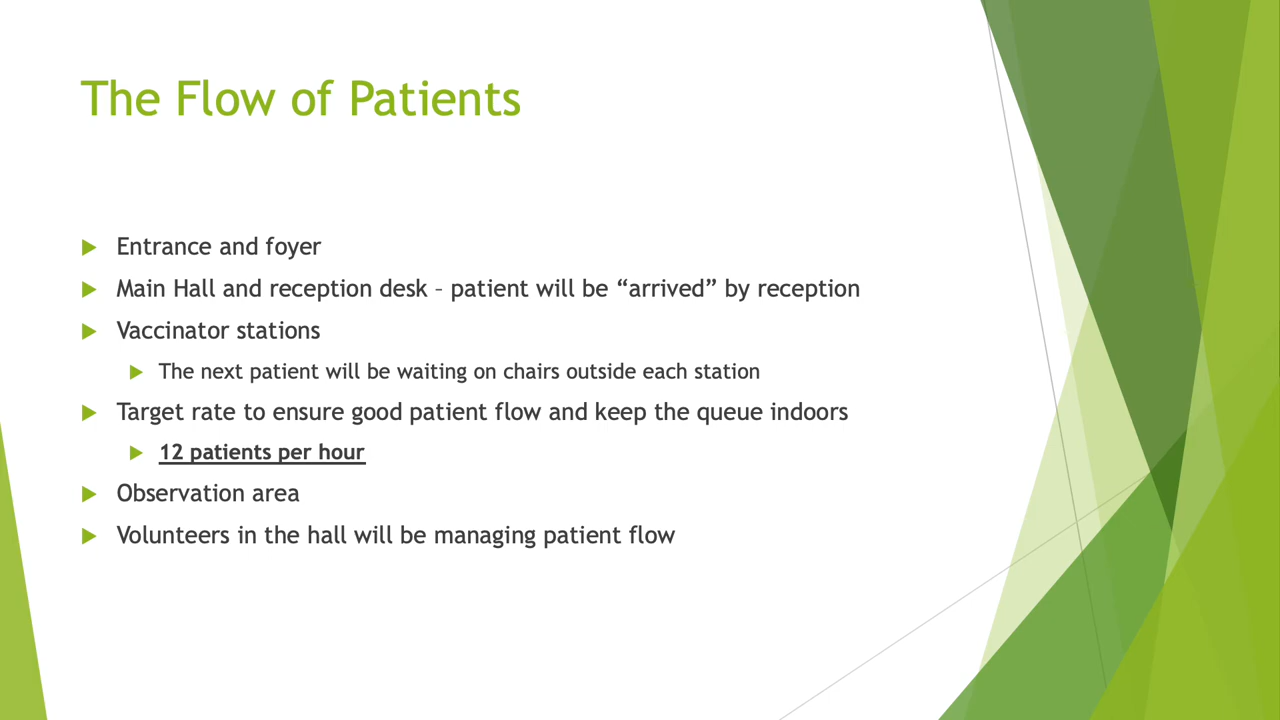 The Flow of Patients
Entrance and foyer
Main Hall and reception desk – patient will be “arrived” by reception
Vaccinator stations
The next patient will be waiting on chairs outside each station
Target rate to ensure good patient flow and keep the queue indoors
12 patients per hour
Observation area
Volunteers in the hall will be managing patient flow